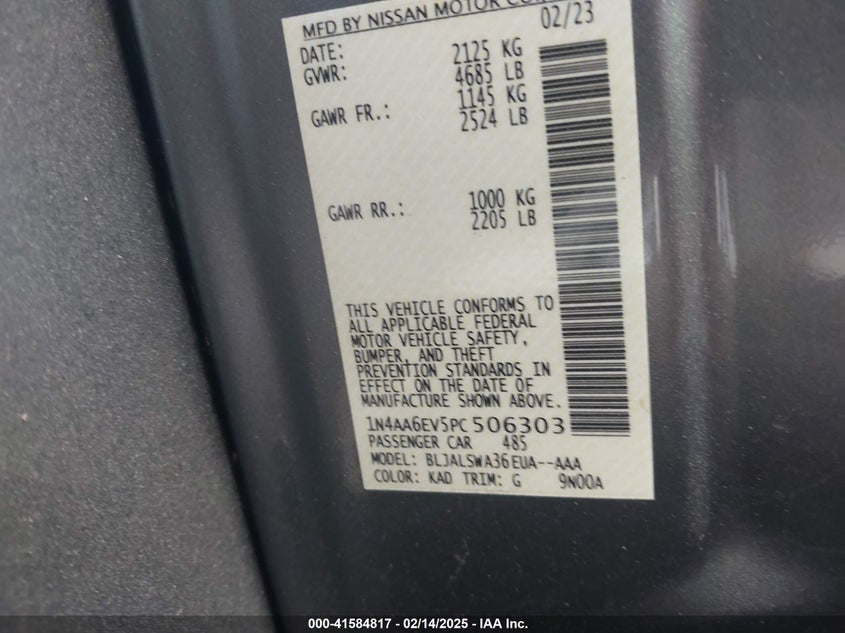 MFD BY NISSAN MOTOR CO
DATE: 02/23
GVWR: 2125 KG
4685 LB
GAWR FR.: 1145 KG
2524 LB
GAWR RR.: 1000 KG
2205 LB
THIS VEHICLE CONFORMS TO
ALL APPLICABLE FEDERAL
MOTOR VEHICLE SAFETY,
BUMPER, AND THEFT
PREVENTION STANDARDS IN
EFFECT ON THE DATE OF
MANUFACTURE SHOWN ABOVE.
1N4AA6EV5PC506303
PASSENGER CAR 485
MODEL: BLJALSWA36EUA--AAA
COLOR: KAD TRIM: G 9N00A
000-41584817 - 02/14/2025 - IAA Inc.